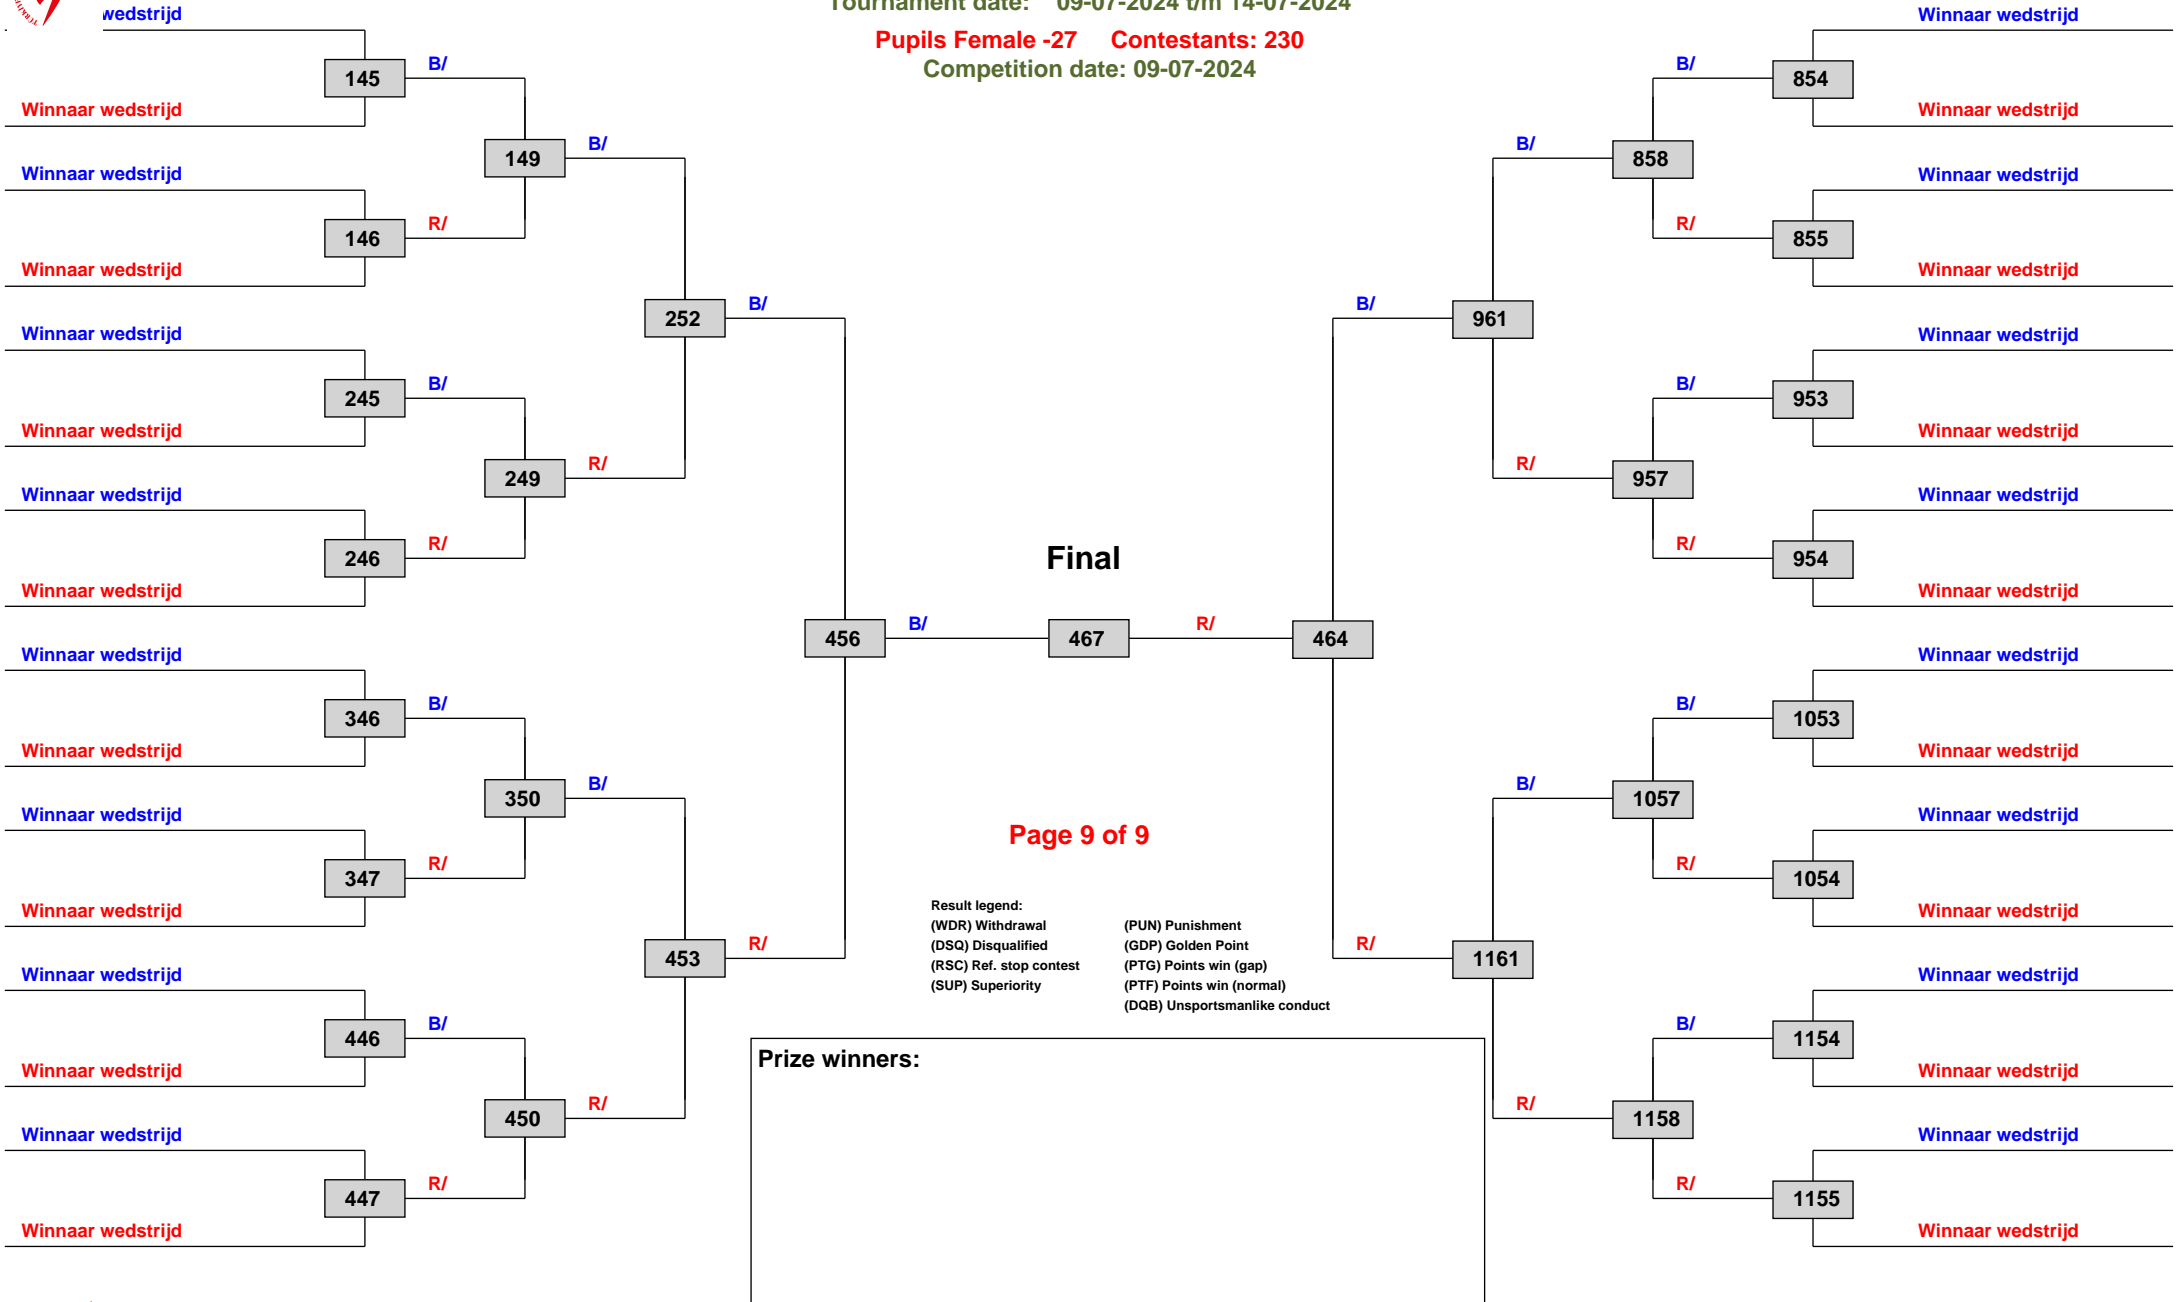 Tournament date: 09-07-2024 t/m 14-07-2024
Pupils Female -27 Contestants: 230
Competition date: 09-07-2024
wedstrijd
145
B/
Winnaar wedstrijd
149
B/
Winnaar wedstrijd
146
R/
Winnaar wedstrijd
252
B/
Winnaar wedstrijd
245
B/
Winnaar wedstrijd
249
R/
Winnaar wedstrijd
246
R/
Winnaar wedstrijd
456
B/
Winnaar wedstrijd
346
B/
Winnaar wedstrijd
350
B/
Winnaar wedstrijd
347
R/
Winnaar wedstrijd
453
R/
Winnaar wedstrijd
446
B/
Winnaar wedstrijd
450
R/
Winnaar wedstrijd
447
R/
Winnaar wedstrijd
Final
467
R/
464
Winnaar wedstrijd
B/
854
Winnaar wedstrijd
B/
858
Winnaar wedstrijd
R/
855
Winnaar wedstrijd
B/
961
Winnaar wedstrijd
B/
953
Winnaar wedstrijd
R/
957
Winnaar wedstrijd
R/
954
Winnaar wedstrijd
Winnaar wedstrijd
B/
1053
Winnaar wedstrijd
B/
1057
Winnaar wedstrijd
R/
1054
Winnaar wedstrijd
R/
1161
Winnaar wedstrijd
B/
1154
Winnaar wedstrijd
R/
1158
Winnaar wedstrijd
R/
1155
Winnaar wedstrijd
Page 9 of 9
Result legend:
(WDR) Withdrawal (PUN) Punishment
(DSQ) Disqualified (GDP) Golden Point
(RSC) Ref. stop contest (PTG) Points win (gap)
(SUP) Superiority (PTF) Points win (normal)
(DQB) Unsportsmanlike conduct
Prize winners: